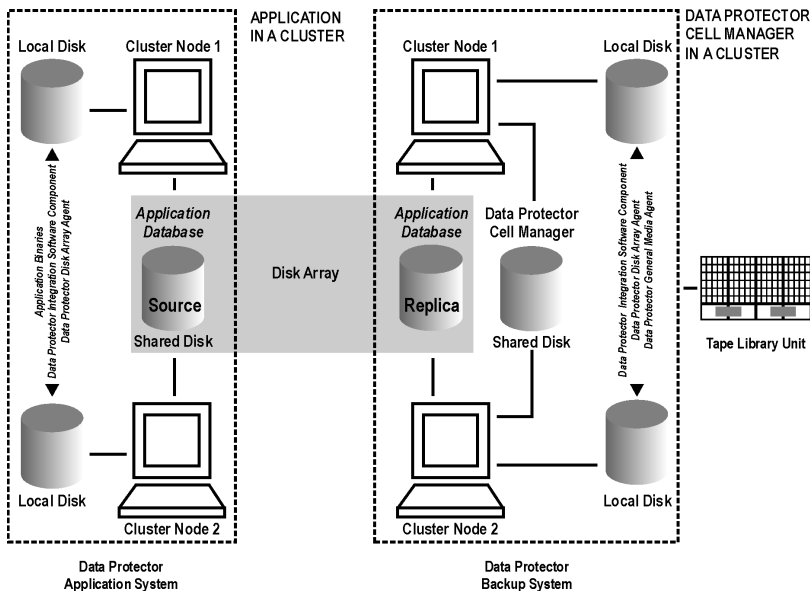 APPLICATION
IN A CLUSTER
DATA PROTECTOR
CELL MANAGER
IN A CLUSTER
Local Disk
Cluster Node 1
Cluster Node 1
Local Disk
Application Binaries
Data Protector Integration Software Component
Data Protector Disk Array Agent
Application
Database
Source
Shared Disk
Disk Array
Application
Database
Replica
Data Protector
Cell Manager
Shared Disk
Data Protector Integration Software Component
Data Protector Disk Array Agent
Data Protector General Media Agent
Tape Library Unit
Local Disk
Cluster Node 2
Cluster Node 2
Local Disk
Data Protector
Application System
Data Protector
Backup System